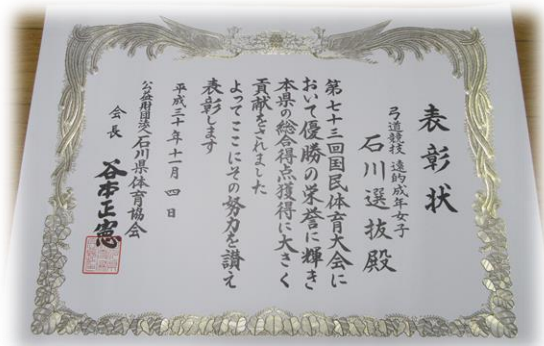 表彰状
弓道競技 遠的成年女子
石川選抜殿
第七十三回国民体育大会に
おいて優勝の栄誉に輝き
本県の総合得点獲得に大きく
貢献をされました
よってここにその努力を讃え
表彰します
平成三十年十一月四日
公益財団法人石川県体育協会
会長 谷本正憲